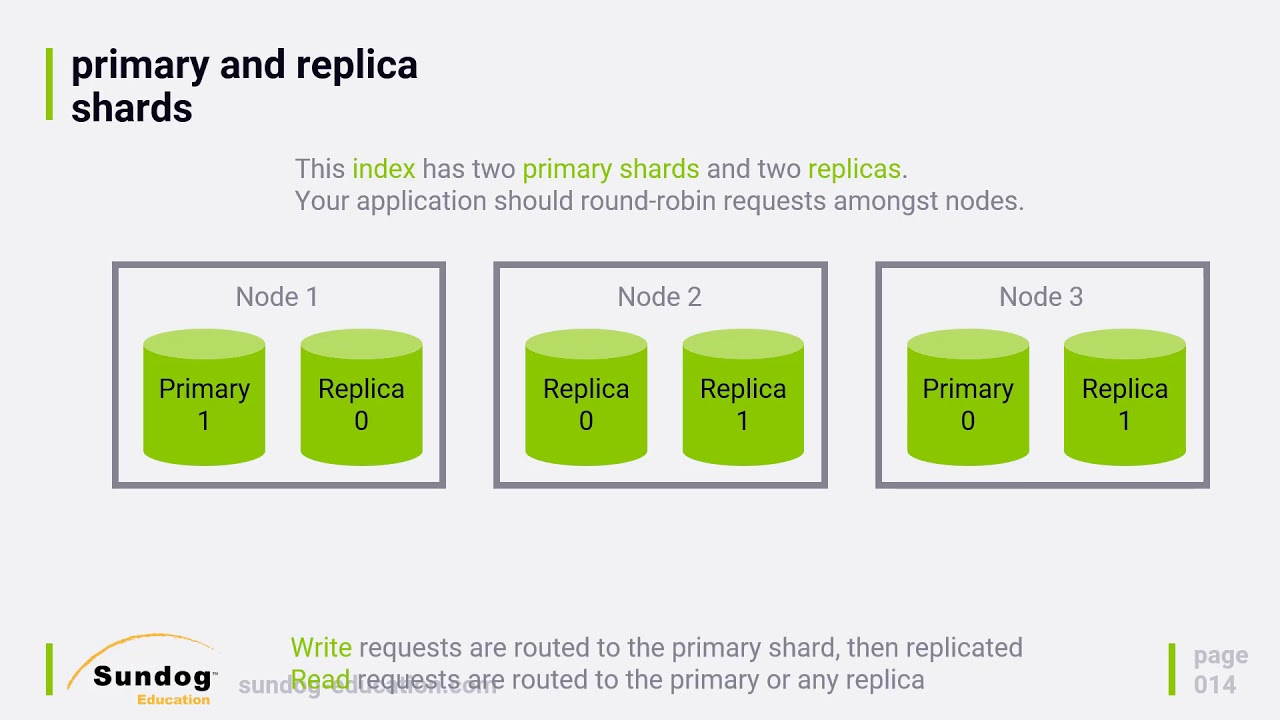 primary and replica
shards
This index has two primary shards and two replicas.
Your application should round-robin requests amongst nodes.
Node 1
Primary
1
Replica
0
Node 2
Replica
0
Replica
1
Node 3
Primary
0
Replica
1
Write requests are routed to the primary shard, then replicated
Read requests are routed to the primary or any replica
Sundog™
Education
sundog-education.com
page
014